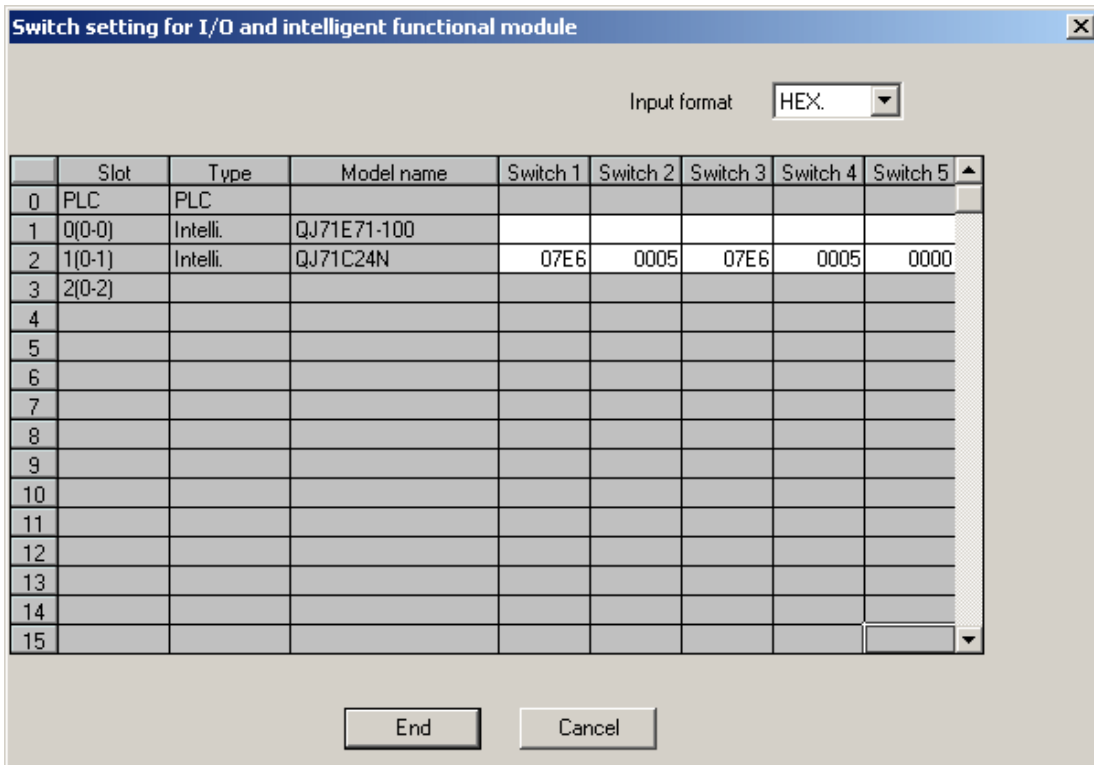 Switch setting for I/O and intelligent functional module
Input format HEX.
Slot Type Model name Switch 1 Switch 2 Switch 3 Switch 4 Switch 5
0 PLC PLC
1 0(0-0) Intelli. QJ71E71-100
2 1(0-1) Intelli. QJ71C24N 07E6 0005 07E6 0005 0000
3 2(0-2)
4
5
6
7
8
9
10
11
12
13
14
15
End Cancel